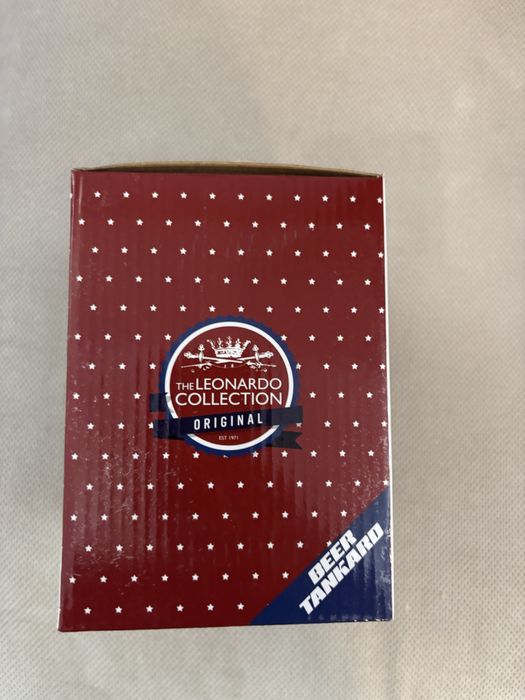 THE LEONARDO
COLLECTION
ORIGINAL
EST 1971
BEER
TANKARD